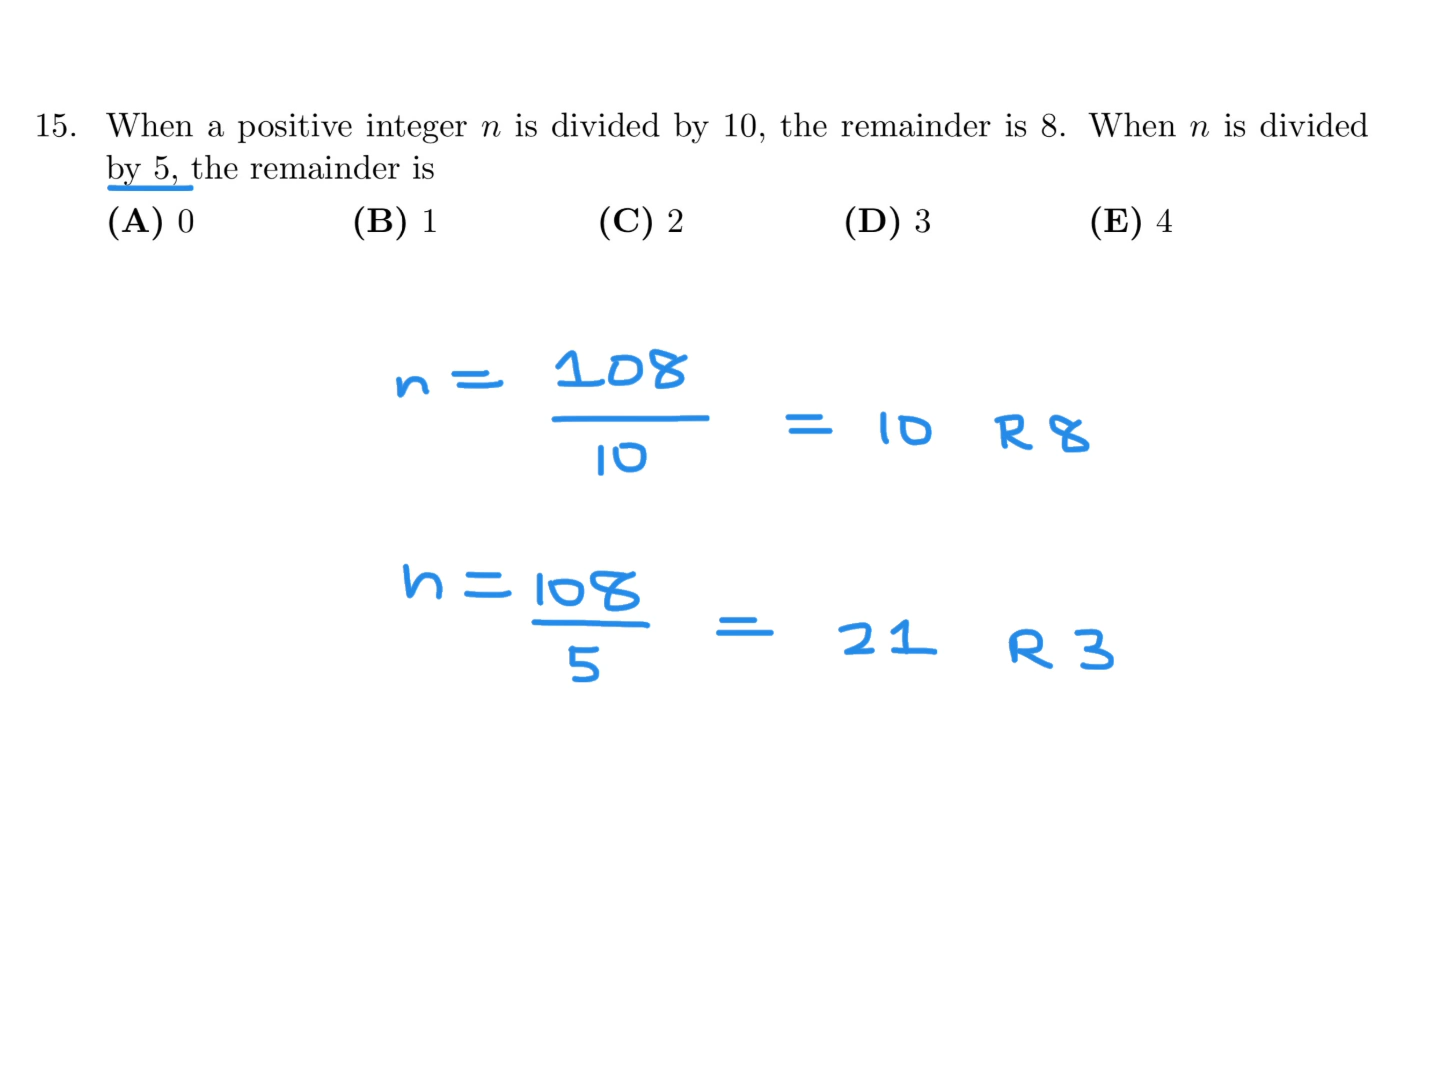 15. When a positive integer n is divided by 10, the remainder is 8. When n is divided
by 5, the remainder is
(A) 0 (B) 1 (C) 2 (D) 3 (E) 4
n = 108
= 10 R 8
10
n = 108
= 21 R 3
5